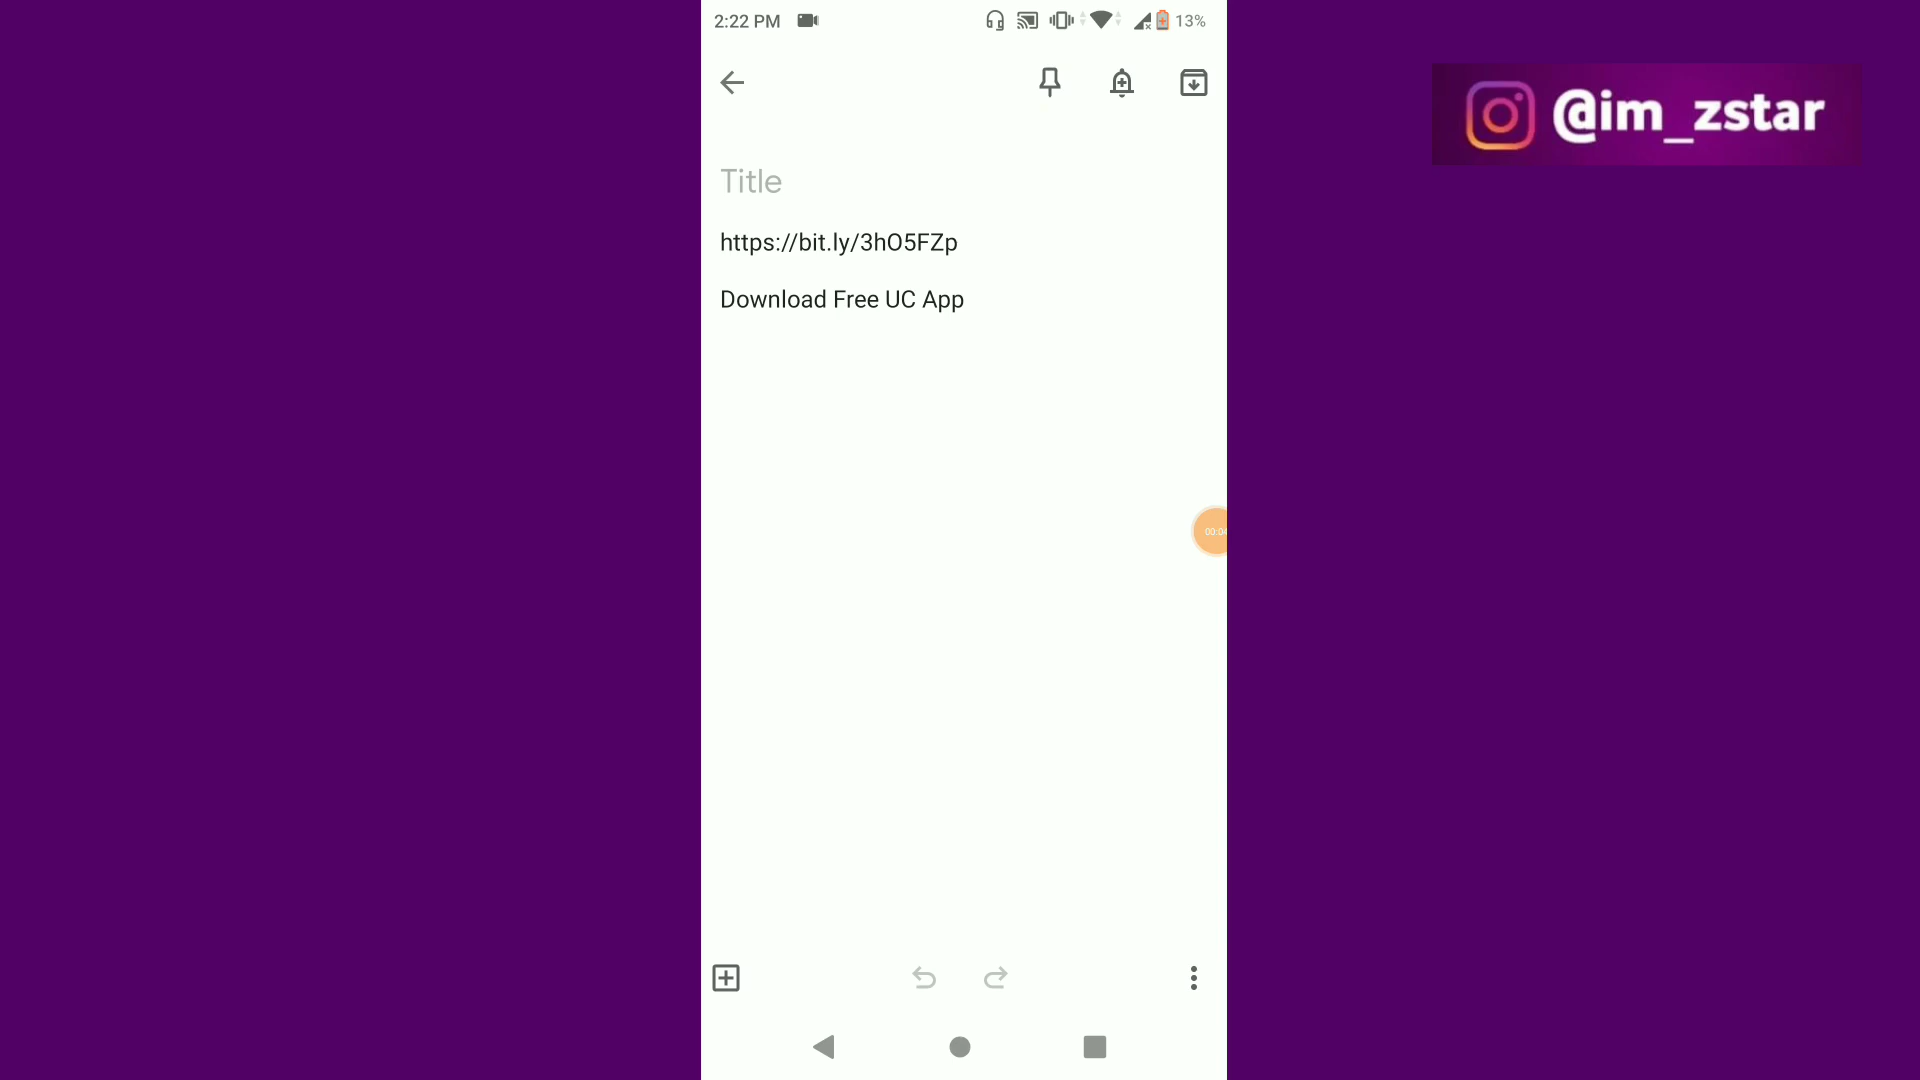 2:22 PM
13%
@im_zstar
Title
https://bit.ly/3hO5FZp
Download Free UC App